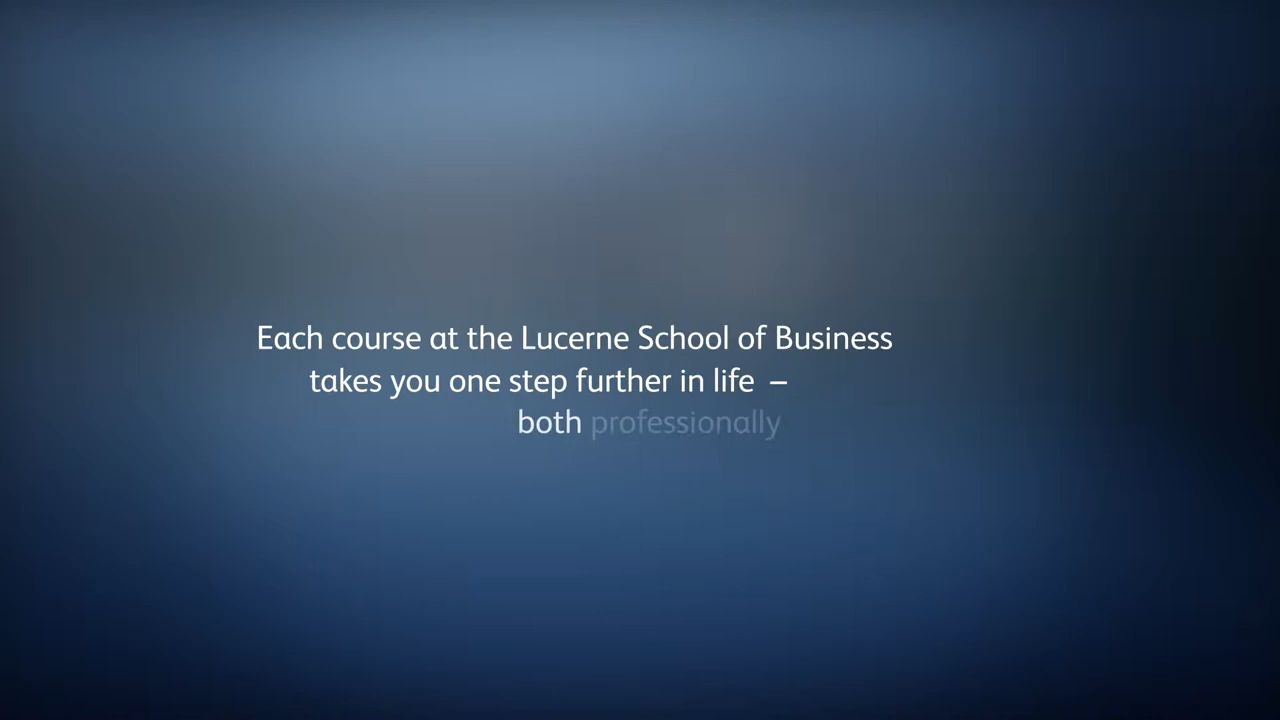 Each course at the Lucerne School of Business
takes you one step further in life –
both professionally